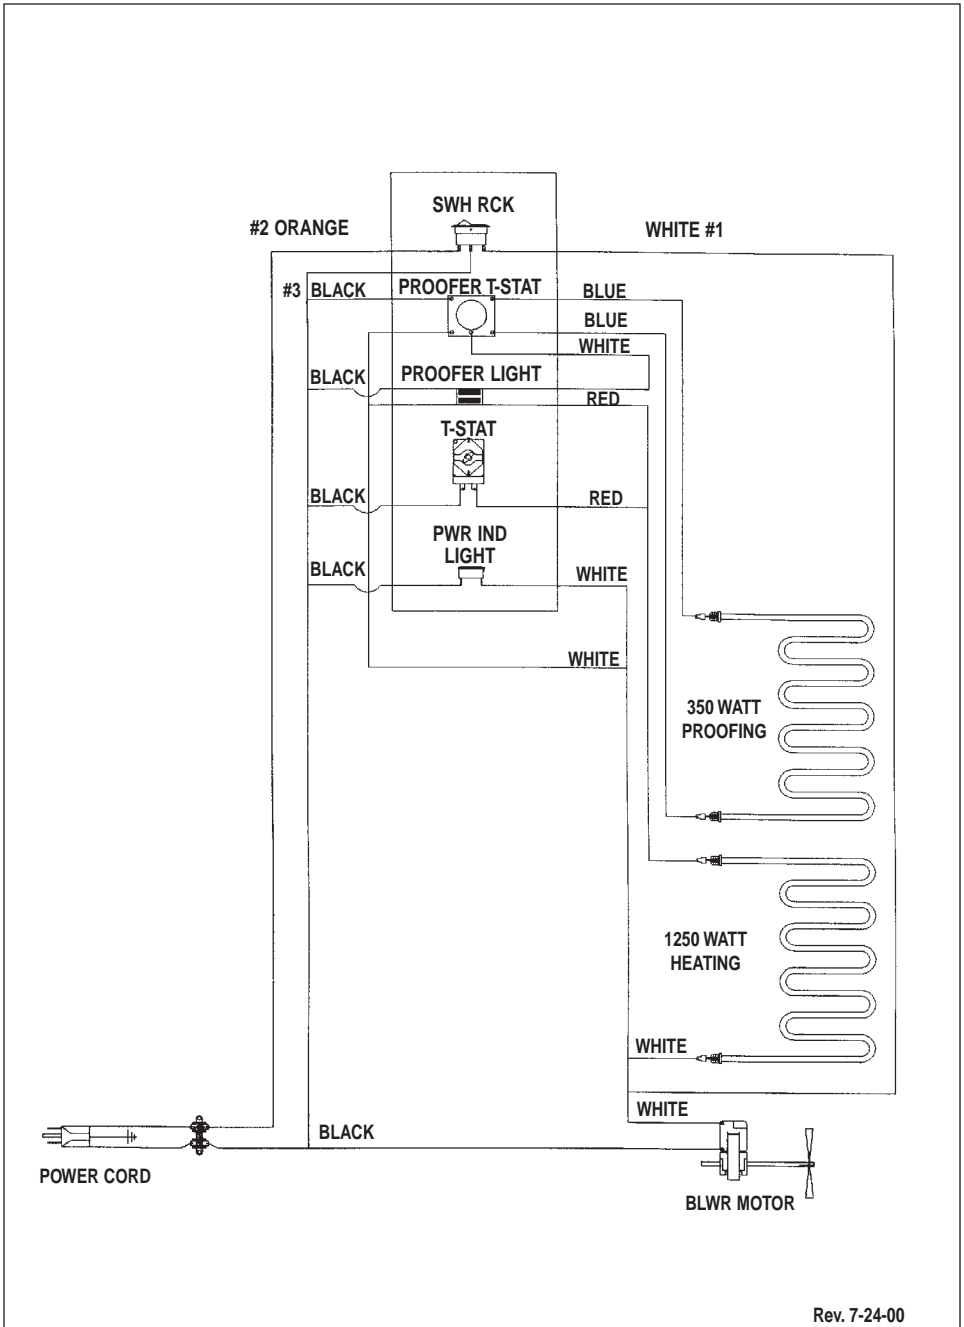 SWH RCK
#2 ORANGE
WHITE #1
#3 BLACK
PROOFER T-STAT
BLUE
BLUE
WHITE
BLACK
PROOFER LIGHT
RED
T-STAT
BLACK
RED
PWR IND
LIGHT
BLACK
WHITE
WHITE
350 WATT
PROOFING
1250 WATT
HEATING
WHITE
WHITE
BLACK
POWER CORD
BLWR MOTOR
Rev. 7-24-00